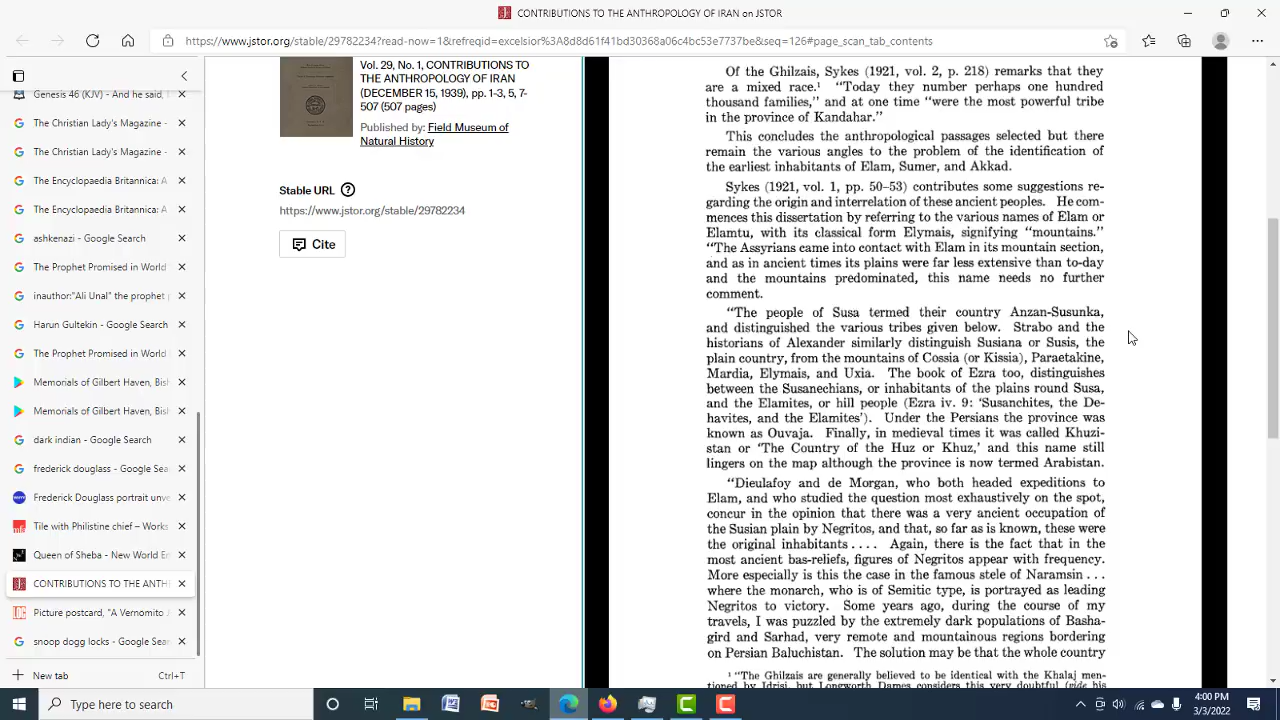 CONTRIBUTIONS TO THE ANTHROPOLOGY OF IRAN on JSTOR
https://www.jstor.org/stable/29782234?read-now=1&refreqid=excelsior%3A8d8d61f41bd30368a06c4bc53e7737be&seq=126#page_scan_tab_contents
Genesis 46 (KJV) - And he said
The Christian Lady's Magazine -
The Christian Lady's Magazine -
The Encyclopedia Britannica: A
The Encyclopedia Britannica: A
ashkenazi - Google Search
The Prophet Promised in World
inauthor:"Ali Unal" the prophet
Harun Gultekin - Google Search
The Prophet Promised in World
Memorials of Gilbert Haven, Bis
Memorials of Gilbert Haven, Bis
dark indian - Google Search
frederick douglass - Google Sea
Frederick Douglass portrait unve
Tile with Philistine chief – Works
Queen of Sheba - New World E
CONTRIBUTIONS TO THE ANTH
Picture postcard, "A Vernomito
snoop dogg - Google Search
New tab
Ctrl+T
Vol. 29, No. 1, CONTRIBUTIONS TO
THE ANTHROPOLOGY OF IRAN
(DECEMBER 15, 1939), pp. 1-3, 5, 7-
507 (507 pages)
Published by: Field Museum of
Natural History
Stable URL ?
https://www.jstor.org/stable/29782234
Cite
Of the Ghilzais, Sykes (1921, vol. 2, p. 218) remarks that they
are a mixed race.¹ "Today they number perhaps one hundred
thousand families," and at one time "were the most powerful tribe
in the province of Kandahar."
This concludes the anthropological passages selected but there
remain the various angles to the problem of the identification of
the earliest inhabitants of Elam, Sumer, and Akkad.
Sykes (1921, vol. 1, pp. 50–53) contributes some suggestions re-
garding the origin and interrelation of these ancient peoples. He com-
mences this dissertation by referring to the various names of Elam or
Elamtu, with its classical form Elymais, signifying "mountains."
"The Assyrians came into contact with Elam in its mountain section,
and as in ancient times its plains were far less extensive than to-day
and the mountains predominated, this name needs no further
comment.
"The people of Susa termed their country Anzan-Susunka,
and distinguished the various tribes given below. Strabo and the
historians of Alexander similarly distinguish Susiana or Susis, the
plain country, from the mountains of Cossia (or Kissia), Paraetakine,
Mardia, Elymais, and Uxia. The book of Ezra too, distinguishes
between the Susanechians, or inhabitants of the plains round Susa,
and the Elamites, or hill people (Ezra iv. 9: 'Susanchites, the De-
havites, and the Elamites'). Under the Persians the province was
known as Ouvaja. Finally, in medieval times it was called Khuzi-
stan or 'The Country of the Huz or Khuz,' and this name still
lingers on the map although the province is now termed Arabistan.
"Dieulafoy and de Morgan, who both headed expeditions to
Elam, and who studied the question most exhaustively on the spot,
concur in the opinion that there was a very ancient occupation of
the Susian plain by Negritos, and that, so far as is known, these were
the original inhabitants . . . . Again, there is the fact that in the
most ancient bas-reliefs, figures of Negritos appear with frequency.
More especially is this the case in the famous stele of Naramsin . . .
where the monarch, who is of Semitic type, is portrayed as leading
Negritos to victory. Some years ago, during the course of my
travels, I was puzzled by the extremely dark populations of Basha-
gird and Sarhad, very remote and mountainous regions bordering
on Persian Baluchistan. The solution may be that the whole country
¹ "The Ghilzais are generally believed to be identical with the Khalaj men-
tioned by Idrisi, but Longworth Dames considers this very doubtful (vide his
Type here to search
4:00 PM
3/3/2022